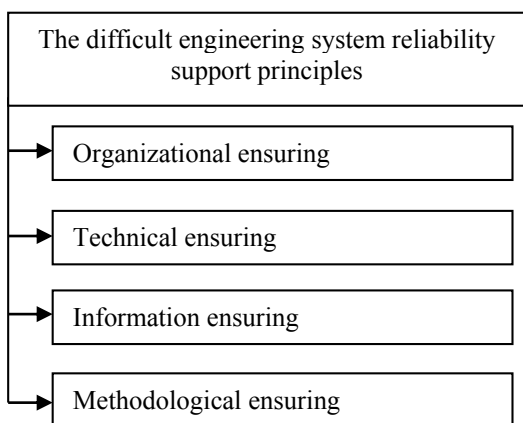 The difficult engineering system reliability
support principles
Organizational ensuring
Technical ensuring
Information ensuring
Methodological ensuring